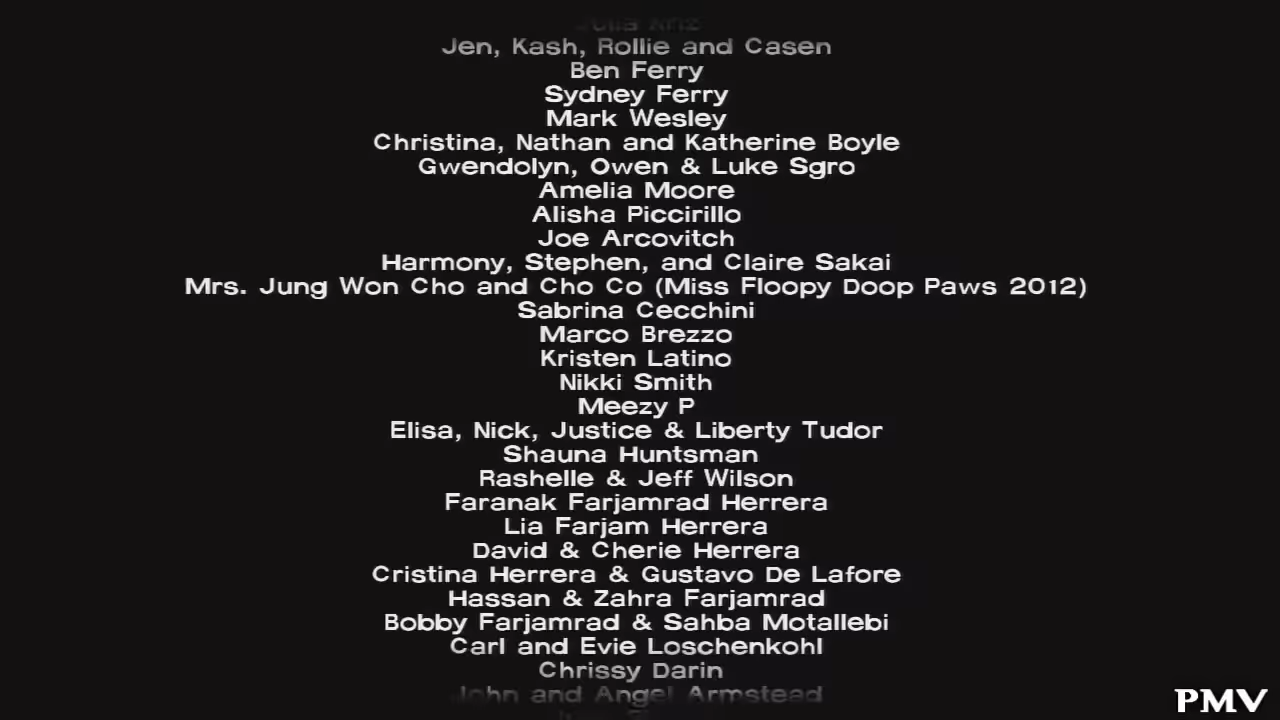 Jen, Kash, Rollie and Casen
Ben Ferry
Sydney Ferry
Mark Wesley
Christina, Nathan and Katherine Boyle
Gwendolyn, Owen & Luke Sgro
Amelia Moore
Alisha Piccirillo
Joe Arcovitch
Harmony, Stephen, and Claire Sakai
Mrs. Jung Won Cho and Cho Co (Miss Floopy Doop Paws 2012)
Sabrina Cecchini
Marco Brezzo
Kristen Latino
Nikki Smith
Meezy P
Elisa, Nick, Justice & Liberty Tudor
Shauna Huntsman
Rashelle & Jeff Wilson
Faranak Farjamrad Herrera
Lia Farjam Herrera
David & Cherie Herrera
Cristina Herrera & Gustavo De Lafore
Hassan & Zahra Farjamrad
Bobby Farjamrad & Sahba Motallebi
Carl and Evie Loschenkohl
Chrissy Darin
John and Angel Armstead
PMV